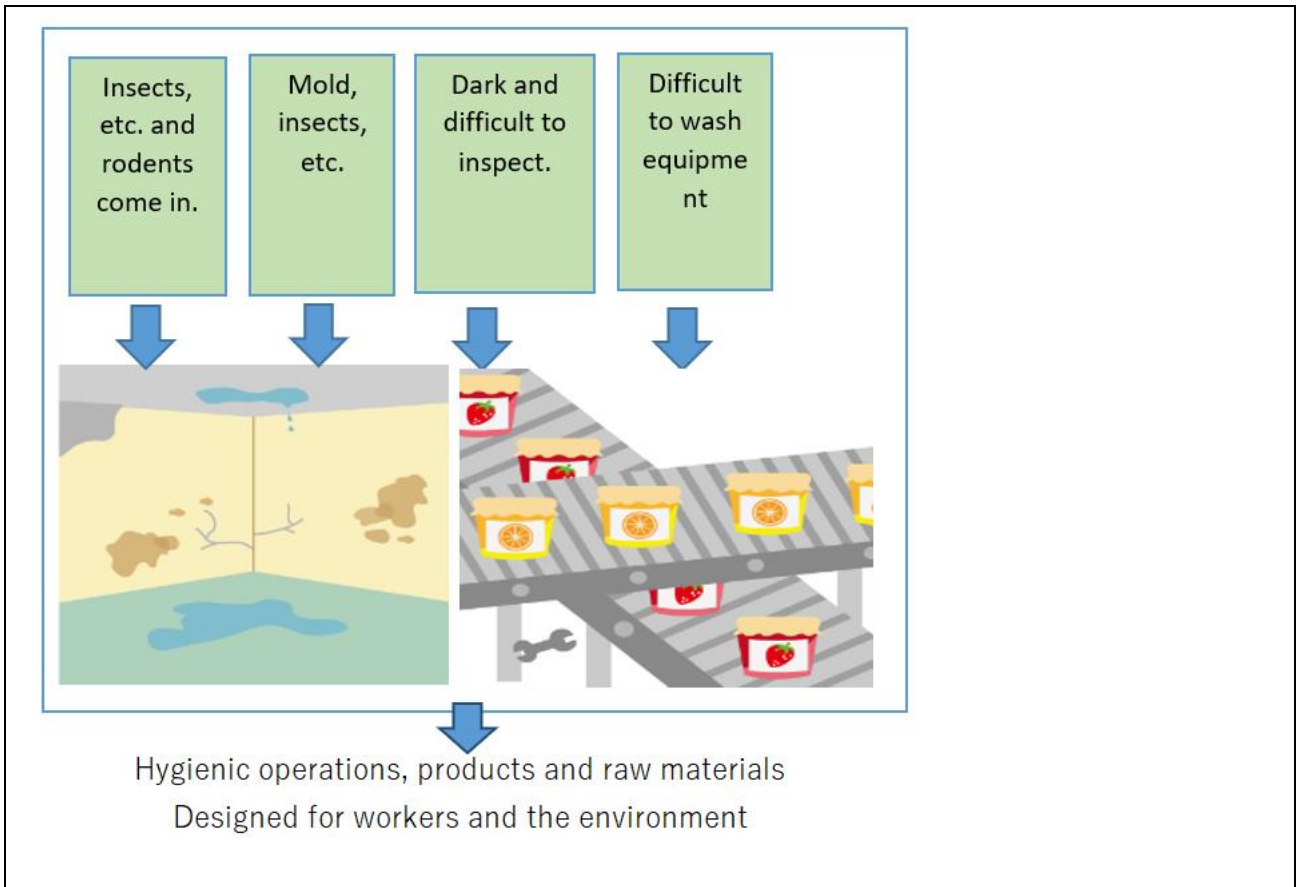 Insects,
etc. and
rodents
come in.
Mold,
insects,
etc.
Dark and
difficult to
inspect.
Difficult
to wash
equipme
nt
Hygienic operations, products and raw materials
Designed for workers and the environment